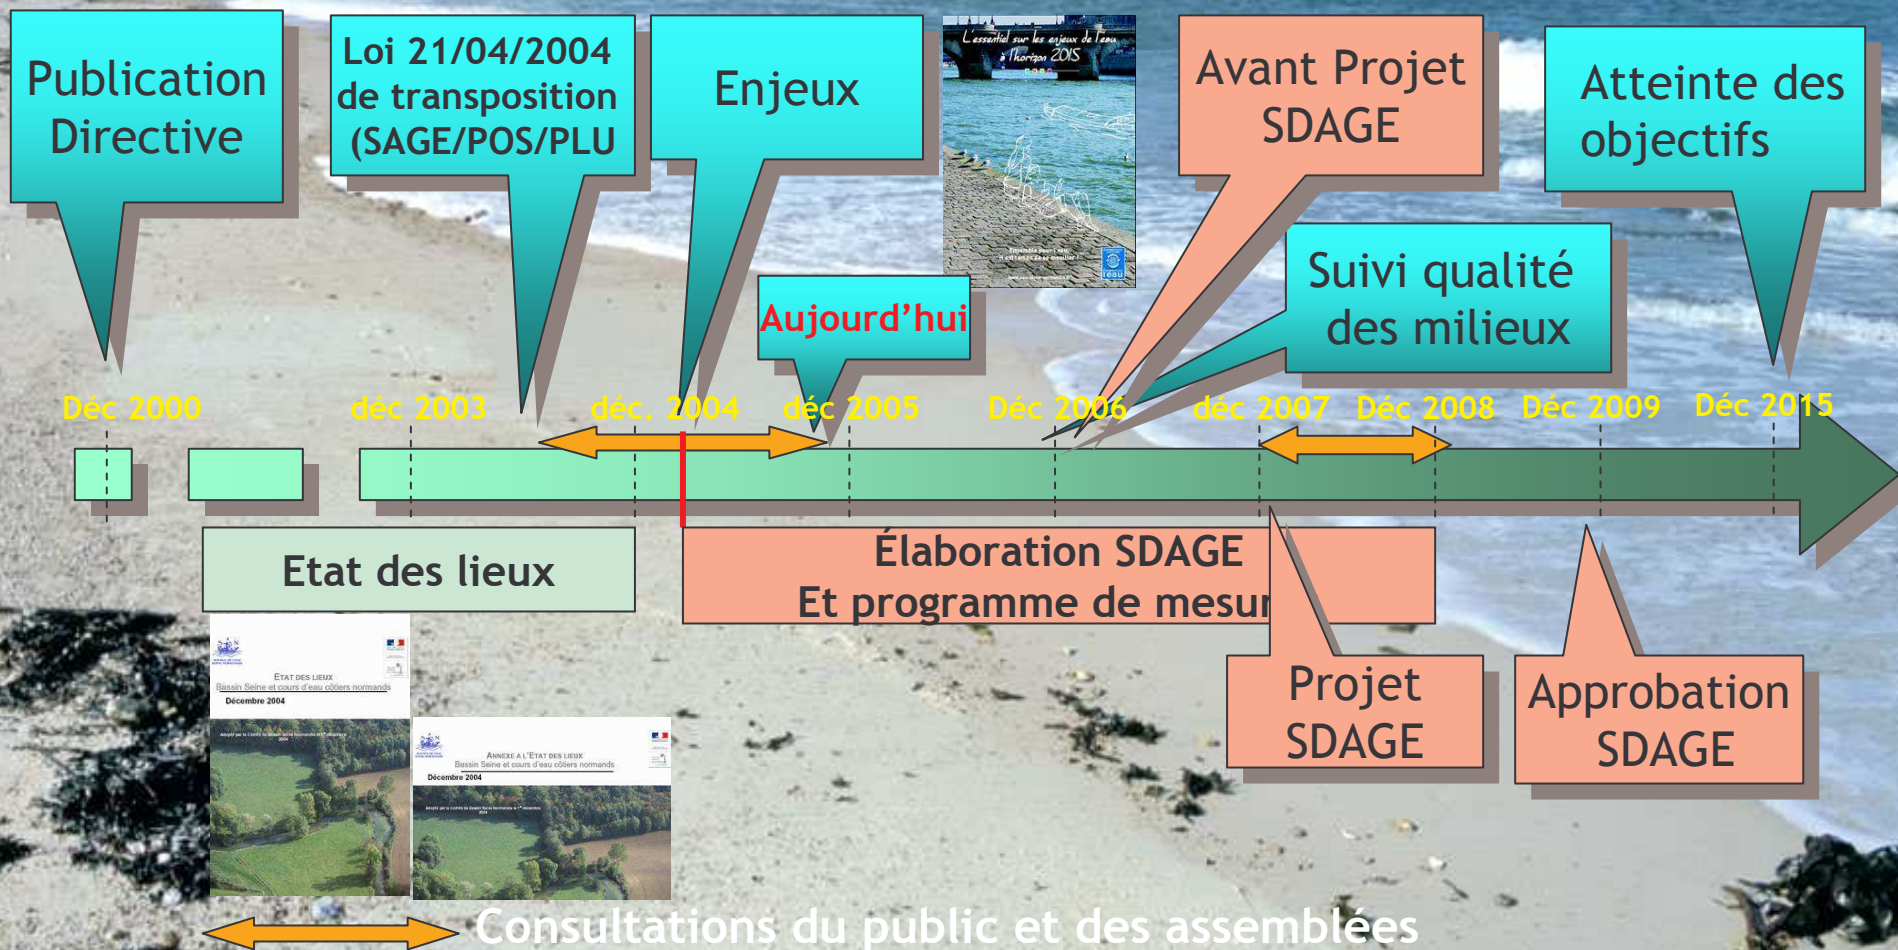 Publication
Directive
Loi 21/04/2004
de transposition
(SAGE/POS/PLU
Enjeux
L'essentiel sur les enjeux de l'eau
à l'horizon 2015
Avant Projet
SDAGE
Atteinte des
objectifs
Suivi qualité
des milieux
Aujourd'hui
Déc 2000
déc 2003
déc. 2004
déc 2005
Déc 2006
déc 2007
Déc 2008
Déc 2009
Déc 2015
Etat des lieux
Élaboration SDAGE
Et programme de mesur
Projet
SDAGE
Approbation
SDAGE
ETAT DES LIEUX
Bassin Seine et cours d'eau côtiers normands
Décembre 2004
ANNEXE A L'ETAT DES LIEUX
Bassin Seine et cours d'eau côtiers normands
Décembre 2004
Consultations du public et des assemblées